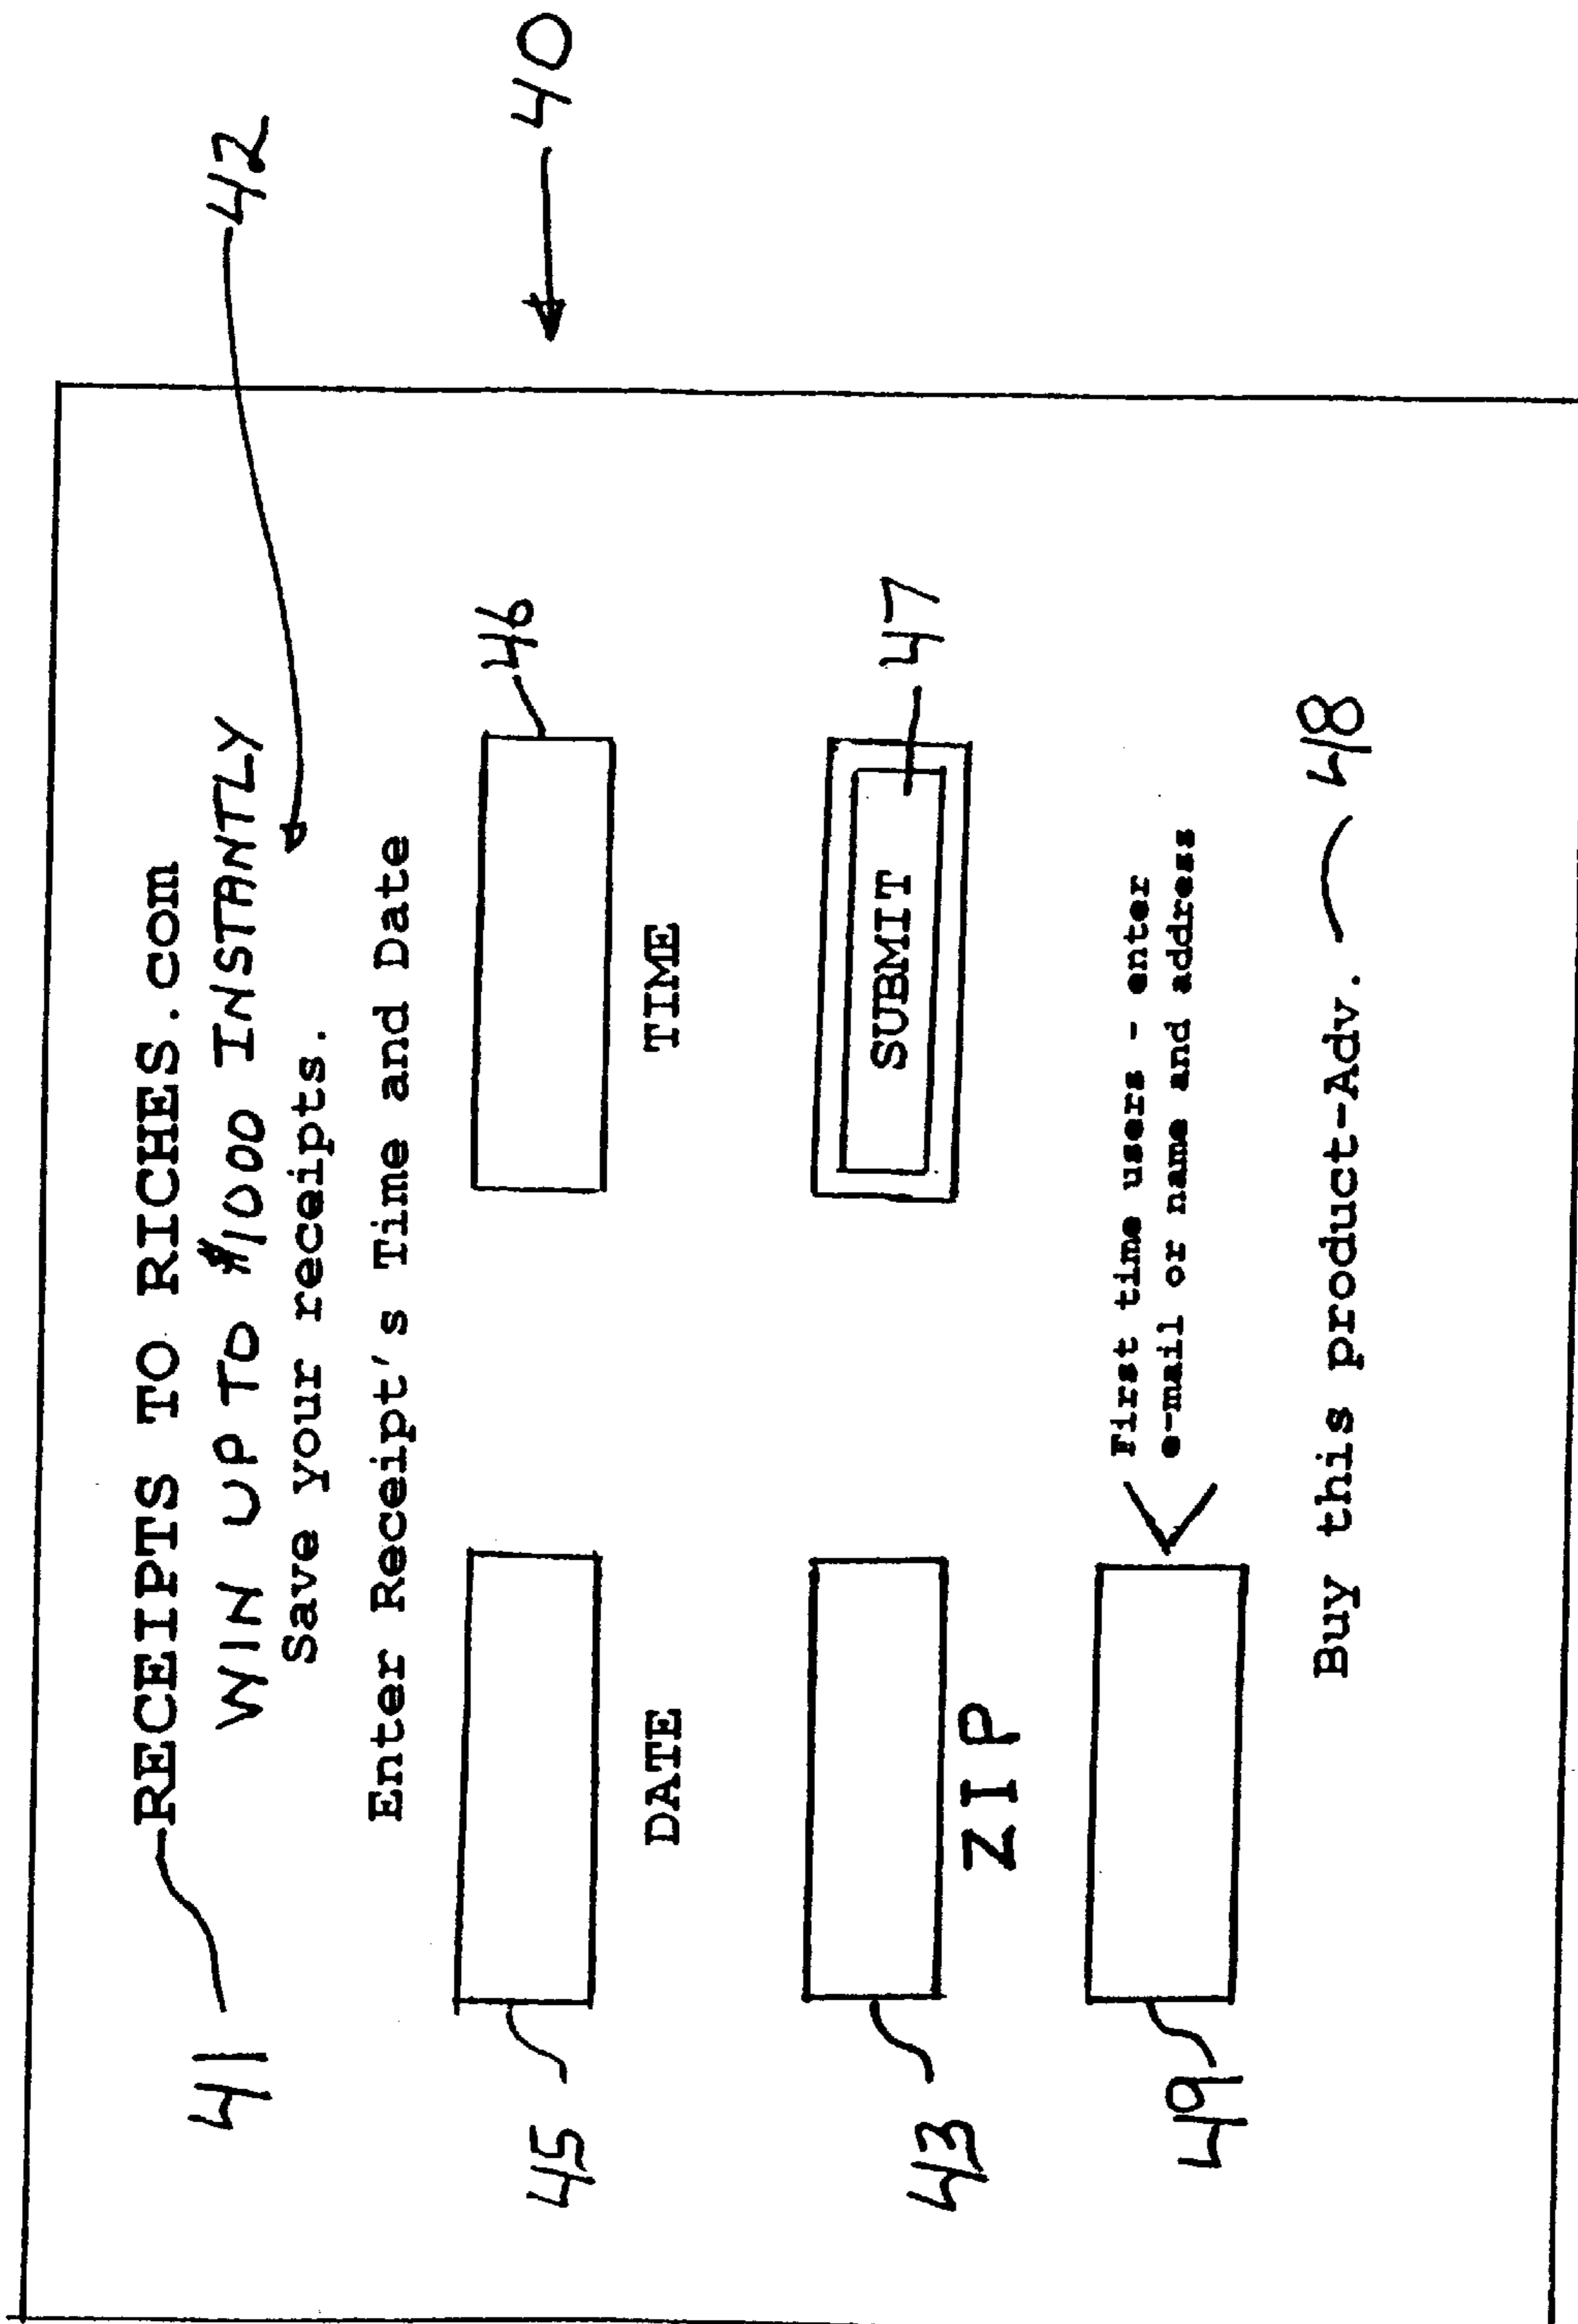 41 RECEIPTS TO RICHES.com
WIN UP TO $1000 INSTANTLY 42
Save your receipts.
Enter Receipt's Time and Date
40
45 46
DATE TIME
43 SUBMIT 47
ZIP
49 First time users - enter
e-mail or name and address
Buy this product-Adv. 48